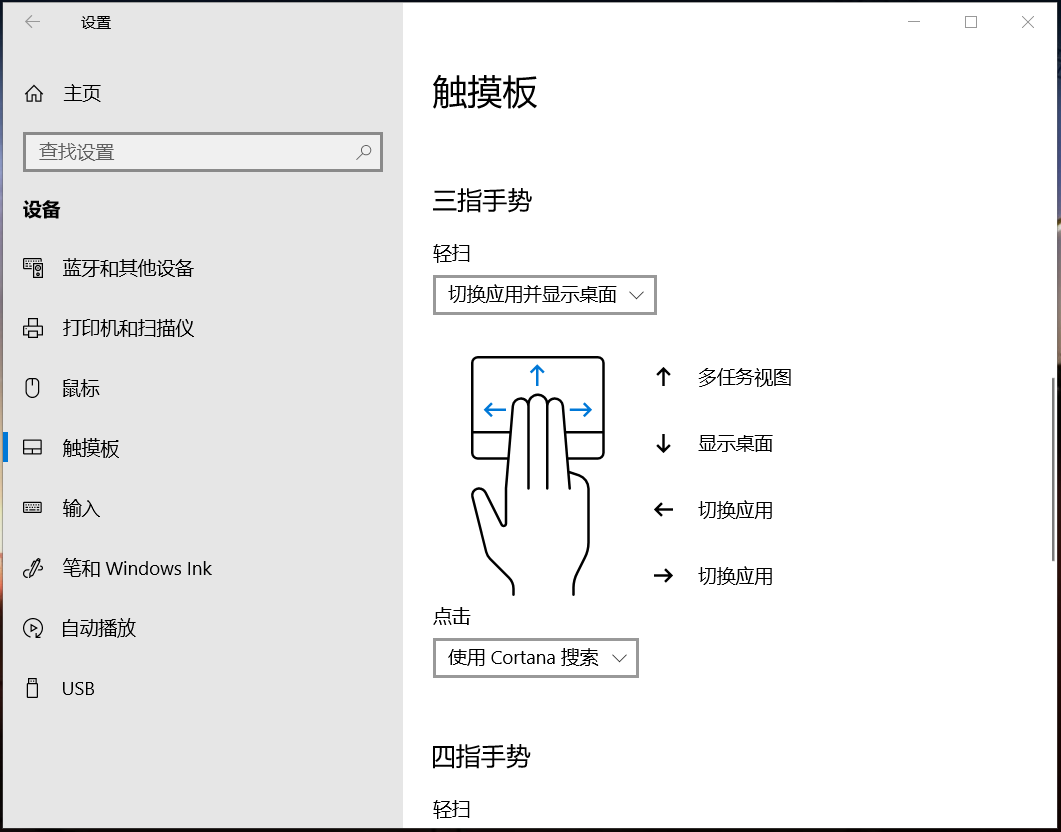 设置
主页
查找设置
设备
蓝牙和其他设备
打印机和扫描仪
鼠标
触摸板
输入
笔和 Windows Ink
自动播放
USB
触摸板
三指手势
轻扫
切换应用并显示桌面
多任务视图
显示桌面
切换应用
切换应用
点击
使用 Cortana 搜索
四指手势
轻扫